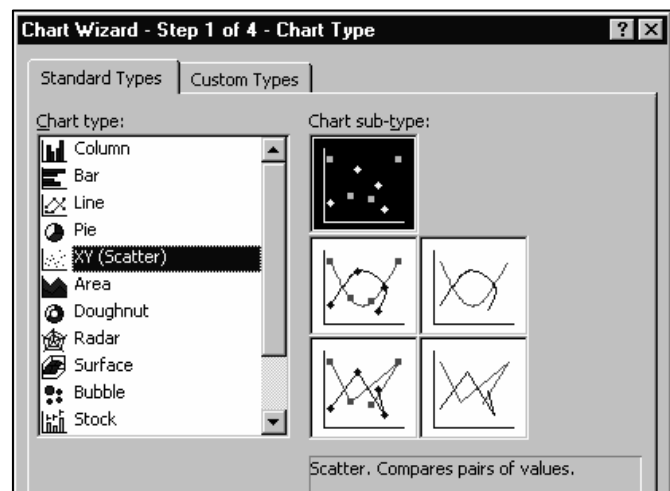 Chart Wizard - Step 1 of 4 - Chart Type
Standard Types
Custom Types
Chart type:
Chart sub-type:
Column
Bar
Line
Pie
XY (Scatter)
Area
Doughnut
Radar
Surface
Bubble
Stock
Scatter. Compares pairs of values.